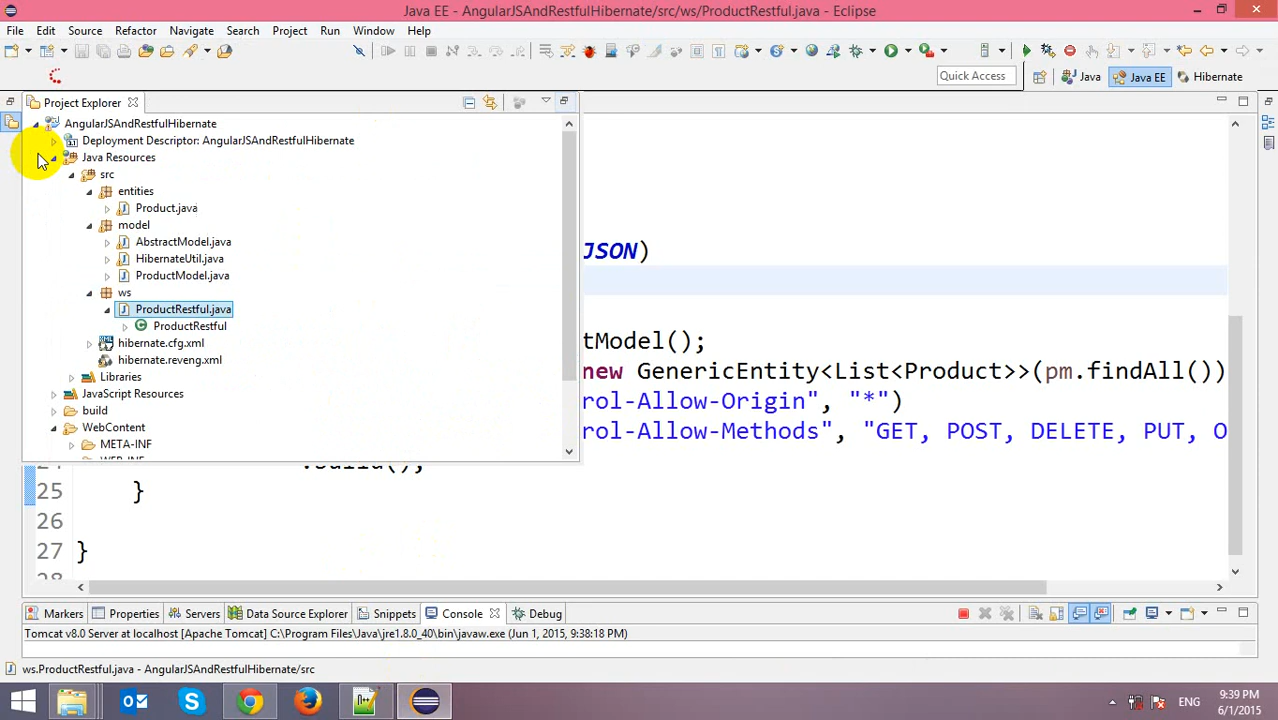 Java EE - AngularJSAndRestfulHibernate/src/ws/ProductRestful.java - Eclipse
File Edit Source Refactor Navigate Search Project Run Window Help
Quick Access Java Java EE Hibernate
Project Explorer
AngularJSAndRestfulHibernate
Deployment Descriptor: AngularJSAndRestfulHibernate
Java Resources
src
entities
Product.java
model
AbstractModel.java
HibernateUtil.java
ProductModel.java
ws
ProductRestful.java
ProductRestful
hibernate.cfg.xml
hibernate.reveng.xml
Libraries
JavaScript Resources
build
WebContent
META-INF
WEB-INF
JSON)
tModel();
new GenericEntity<List<Product>>(pm.findAll())
rol-Allow-Origin", "*")
rol-Allow-Methods", "GET, POST, DELETE, PUT, O
24 .build();
25 }
26
27 }
28
Markers Properties Servers Data Source Explorer Snippets Console Debug
Tomcat v8.0 Server at localhost [Apache Tomcat] C:\Program Files\Java\jre1.8.0_40\bin\javaw.exe (Jun 1, 2015, 9:38:18 PM)
ws.ProductRestful.java - AngularJSAndRestfulHibernate/src
ENG
9:39 PM
6/1/2015